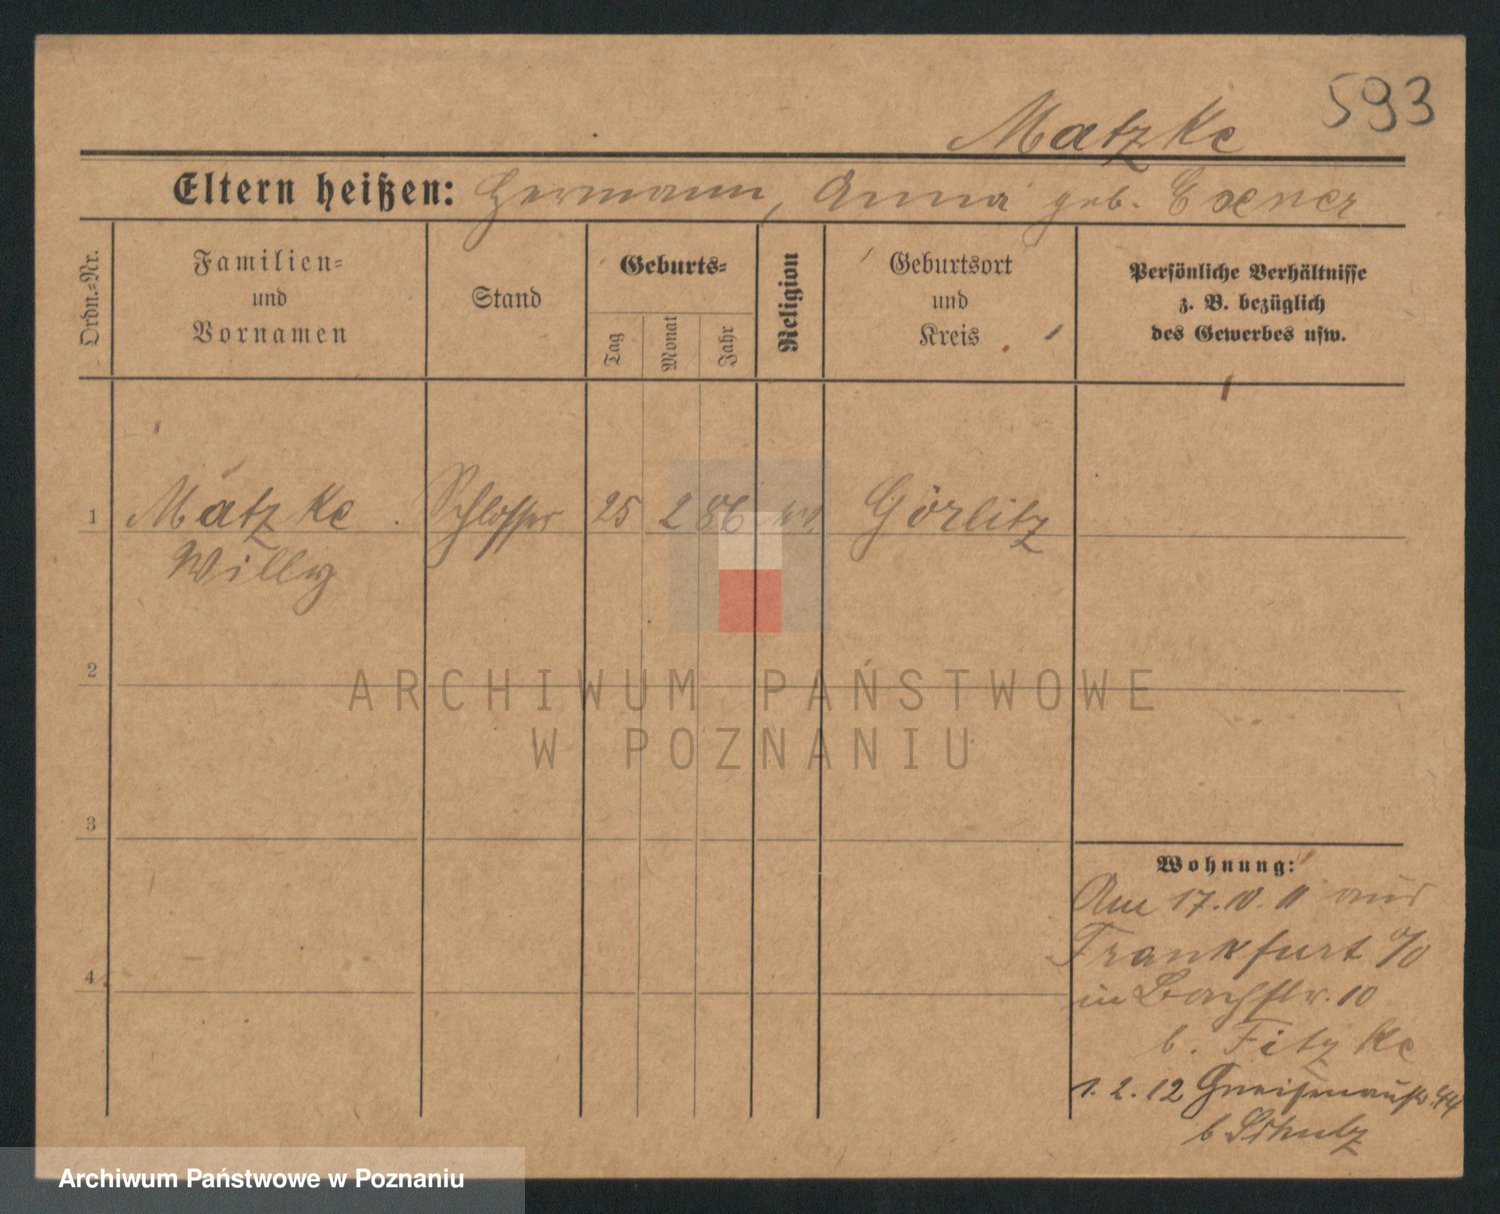 593
Matzke
Eltern heißen: Hermann, Anna geb. Exner
Ordn.-Nr.
Familien-
und
Vornamen
Stand
Geburts-
Tag
Monat
Jahr
Religion
Geburtsort
und
Kreis
Persönliche Verhältnisse
z. B. bezüglich
des Gewerbes usw.
1 Matzke Schlosser 25 2 86 Görlitz
Willy
2
3
4
Wohnung:
Am 17.10.11 aus
Frankfurt a/O
in Bachstr. 10
b. Fitzke
1.2.12 Gneisenaustr. 44
b Schulz
ARCHIWUM PAŃSTWOWE
W POZNANIU
Archiwum Państwowe w Poznaniu